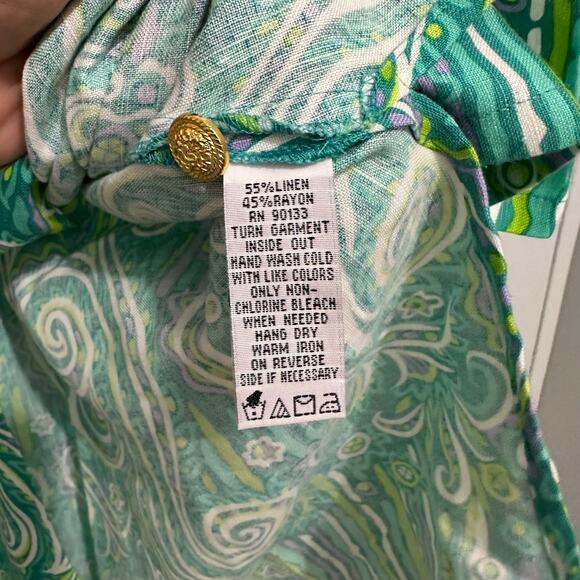 55%LINEN
45%RAYON
RN 90133
TURN GARMENT
INSIDE OUT
HAND WASH COLD
WITH LIKE COLORS
ONLY NON-
CHLORINE BLEACH
WHEN NEEDED
HANG DRY
WARM IRON
ON REVERSE
SIDE IF NECESSARY